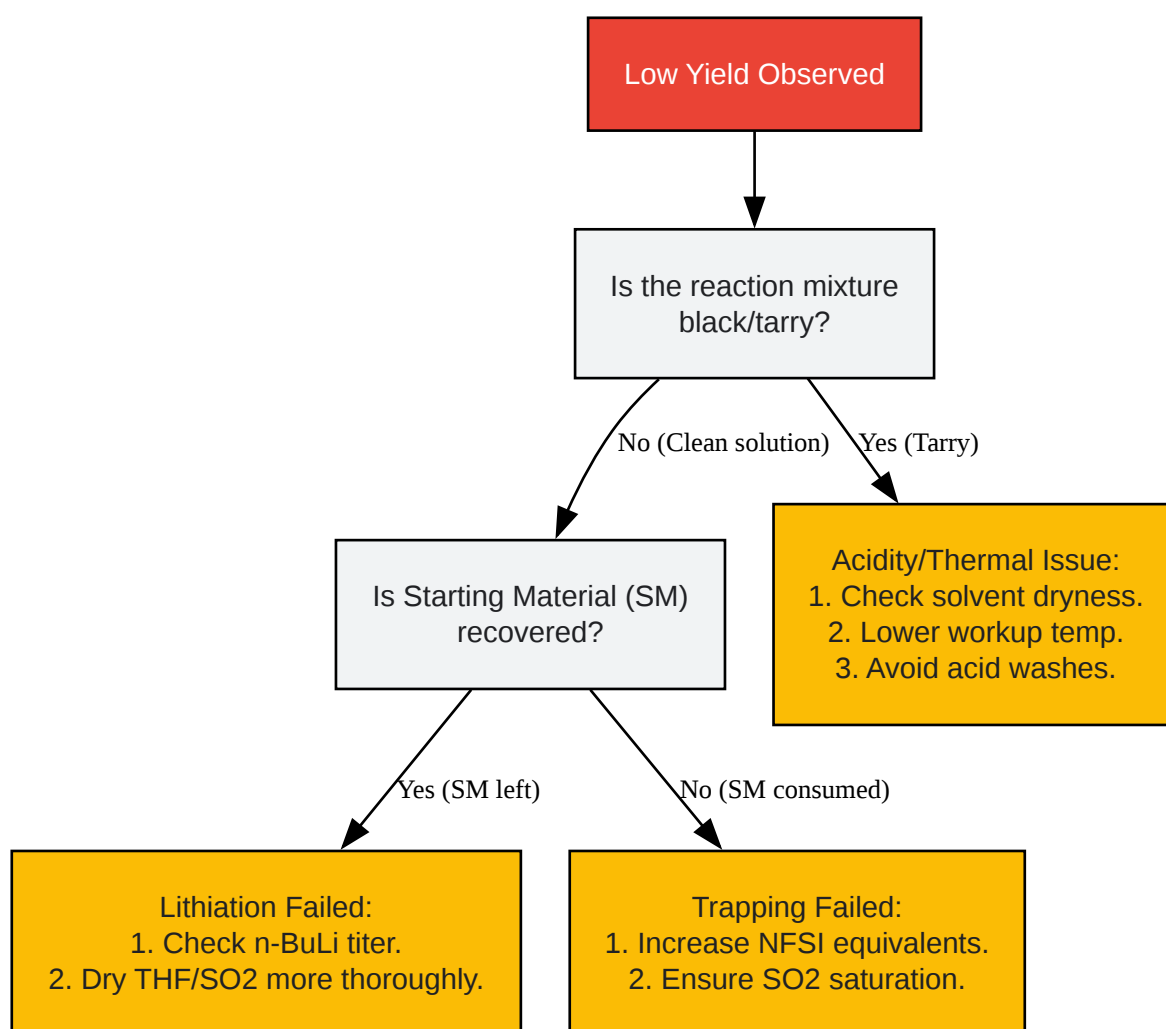 Low Yield Observed
Is the reaction mixture
black/tarry?
No (Clean solution)
Yes (Tarry)
Is Starting Material (SM)
recovered?
Acidity/Thermal Issue:
1. Check solvent dryness.
2. Lower workup temp.
3. Avoid acid washes.
Yes (SM left)
No (SM consumed)
Lithiation Failed:
1. Check n-BuLi titer.
2. Dry THF/SO2 more thoroughly.
Trapping Failed:
1. Increase NFSI equivalents.
2. Ensure SO2 saturation.